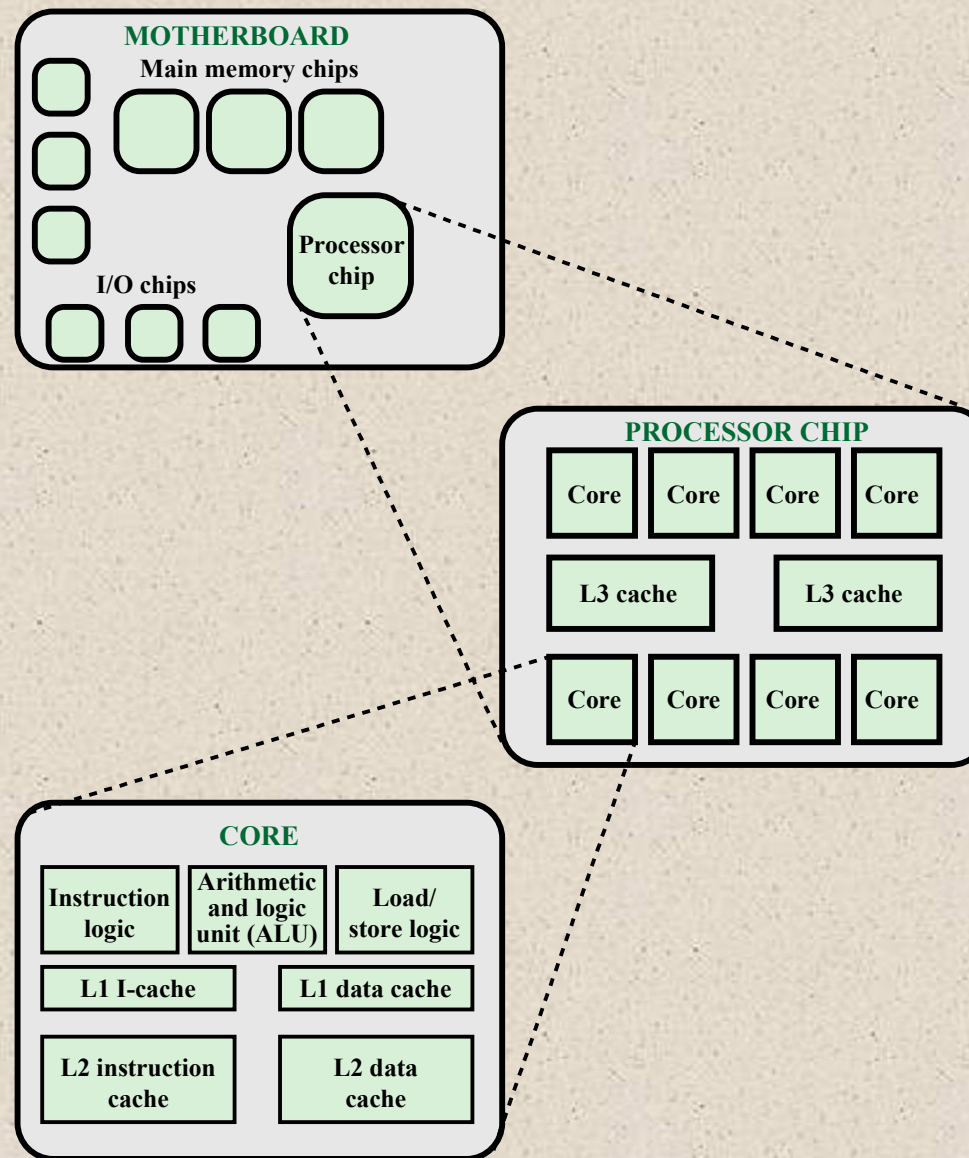 MOTHERBOARD
Main memory chips
Processor
chip
I/O chips
PROCESSOR CHIP
Core
Core
Core
Core
L3 cache
L3 cache
Core
Core
Core
Core
CORE
Instruction
logic
Arithmetic
and logic
unit (ALU)
Load/
store logic
L1 I-cache
L1 data cache
L2 instruction
cache
L2 data
cache